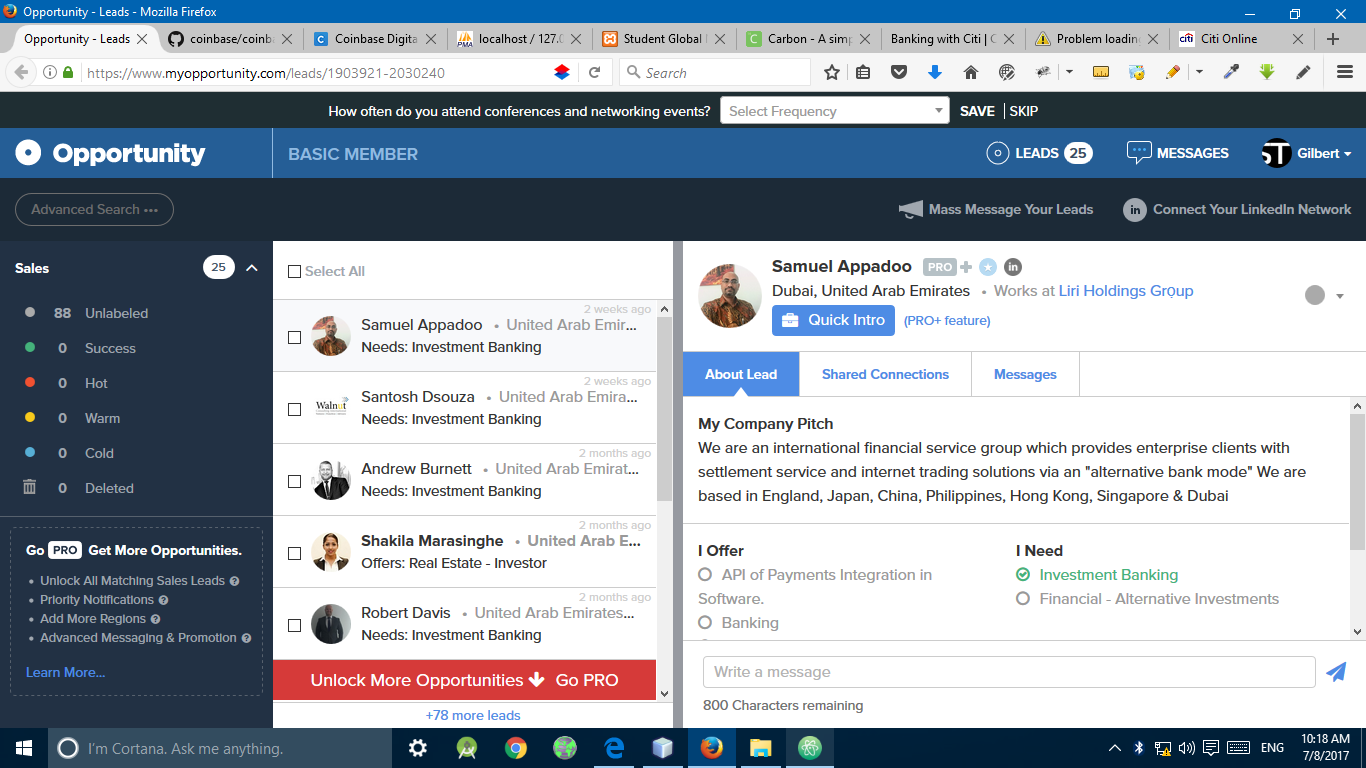 Opportunity - Leads - Mozilla Firefox
Opportunity - Leads
coinbase/coinb
Coinbase Digita
localhost / 127.0
PMA
Student Global
Carbon - A simp
Banking with Citi | C
Problem loadin
citi Citi Online
https://www.myopportunity.com/leads/1903921-2030240
Search
How often do you attend conferences and networking events?
Select Frequency
SAVE | SKIP
Opportunity
BASIC MEMBER
LEADS 25
MESSAGES
ST
Gilbert
Advanced Search •••
Mass Message Your Leads
in Connect Your LinkedIn Network
Sales 25
88 Unlabeled
0 Success
0 Hot
0 Warm
0 Cold
0 Deleted
Go PRO Get More Opportunities.
• Unlock All Matching Sales Leads ?
• Priority Notifications ?
• Add More Regions ?
• Advanced Messaging & Promotion ?
Learn More...
Select All
2 weeks ago
Samuel Appadoo • United Arab Emir...
Needs: Investment Banking
2 weeks ago
Walnut
Santosh Dsouza • United Arab Emira...
Needs: Investment Banking
2 months ago
Andrew Burnett • United Arab Emirat...
Needs: Investment Banking
2 months ago
Shakila Marasinghe • United Arab E...
Offers: Real Estate - Investor
2 months ago
Robert Davis • United Arab Emirates...
Needs: Investment Banking
Unlock More Opportunities Go PRO
+78 more leads
Samuel Appadoo PRO + in
Dubai, United Arab Emirates • Works at Liri Holdings Group
Quick Intro (PRO+ feature)
About Lead
Shared Connections
Messages
My Company Pitch
We are an international financial service group which provides enterprise clients with
settlement service and internet trading solutions via an "alternative bank mode" We are
based in England, Japan, China, Philippines, Hong Kong, Singapore & Dubai
I Offer
API of Payments Integration in
Software.
Banking
I Need
Investment Banking
Financial - Alternative Investments
Write a message
800 Characters remaining
I'm Cortana. Ask me anything.
ENG
10:18 AM
7/8/2017